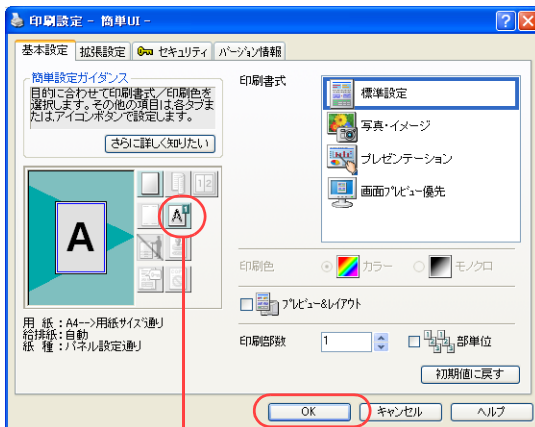 印刷設定 - 簡単UI -
基本設定 拡張設定 セキュリティ バージョン情報
簡単設定ガイダンス
目的に合わせて印刷書式／印刷色を
選択します。その他の項目は各タブま
たはアイコンボタンで設定します。
さらに詳しく知りたい
A
A
1 2
用 紙：A4-->用紙サイズ通り
給排紙：自動
紙 種：パネル設定通り
印刷書式
標準設定
写真・イメージ
プレゼンテーション
画面プレビュー優先
印刷色
カラー
モノクロ
プレビュー&レイアウト
印刷部数
1
部単位
初期値に戻す
OK
キャンセル
ヘルプ